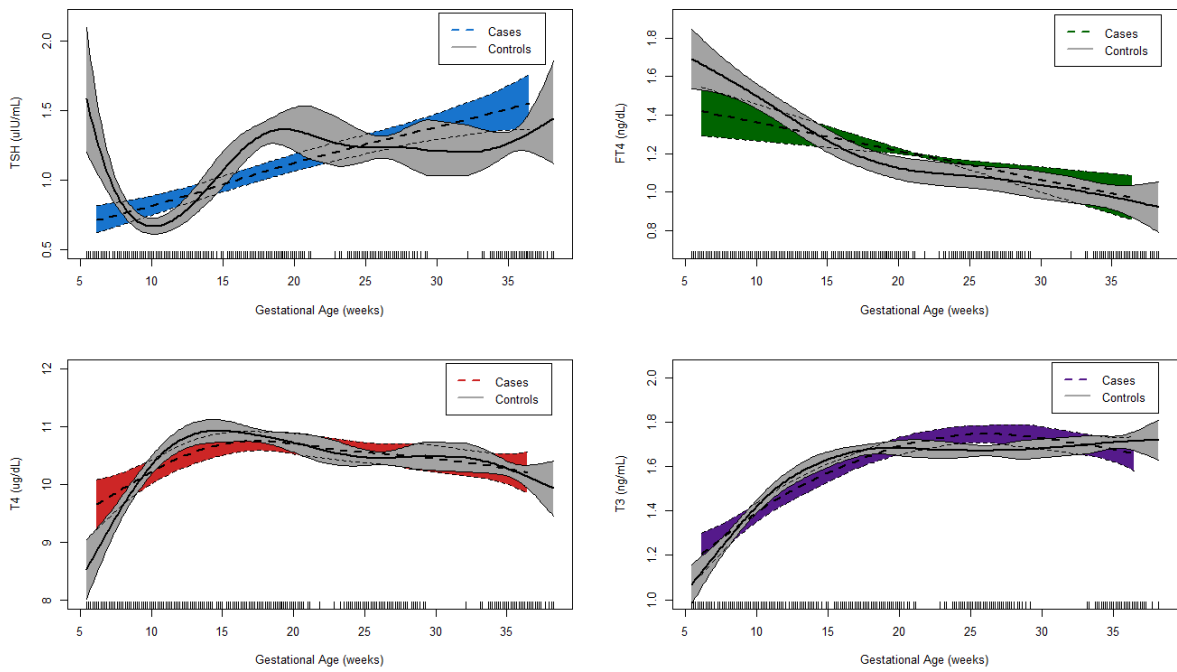 Cases
Controls
TSH (uIU/mL)
2.0
1.5
1.0
0.5
5 10 15 20 25 30 35
Gestational Age (weeks)
Cases
Controls
FT4 (ng/dL)
1.8
1.6
1.4
1.2
1.0
0.8
5 10 15 20 25 30 35
Gestational Age (weeks)
Cases
Controls
T4 (ug/dL)
12
11
10
9
8
5 10 15 20 25 30 35
Gestational Age (weeks)
Cases
Controls
T3 (ng/mL)
2.0
1.8
1.6
1.4
1.2
1.0
5 10 15 20 25 30 35
Gestational Age (weeks)